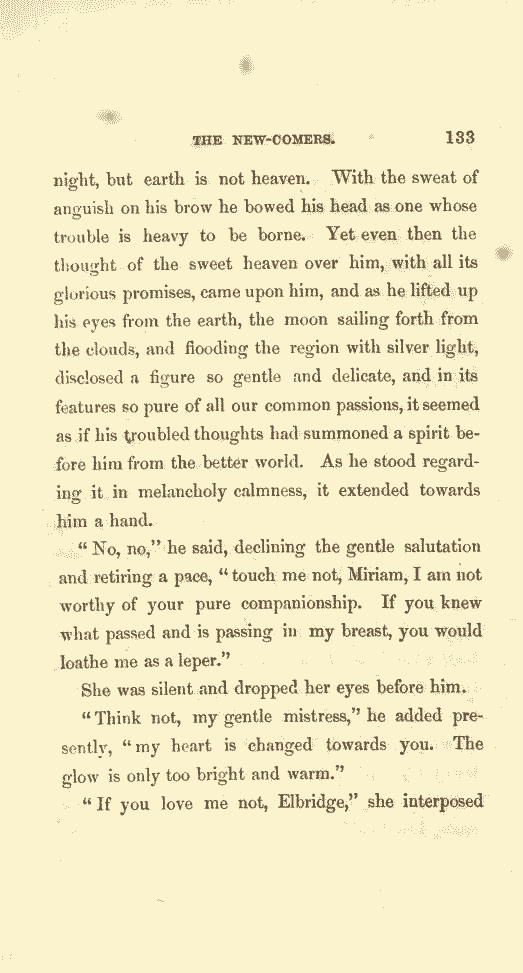 THE NEW-COMERS. 133
night, but earth is not heaven. With the sweat of
anguish on his brow he bowed his head as one whose
trouble is heavy to be borne. Yet even then the
thought of the sweet heaven over him, with all its
glorious promises, came upon him, and as he lifted up
his eyes from the earth, the moon sailing forth from
the clouds, and flooding the region with silver light,
disclosed a figure so gentle and delicate, and in its
features so pure of all our common passions, it seemed
as if his troubled thoughts had summoned a spirit be-
fore him from the better world. As he stood regard-
ing it in melancholy calmness, it extended towards
him a hand.
“No, no,” he said, declining the gentle salutation
and retiring a pace, “touch me not, Miriam, I am not
worthy of your pure companionship. If you knew
what passed and is passing in my breast, you would
loathe me as a leper.”
She was silent and dropped her eyes before him.
“Think not, my gentle mistress,” he added pre-
sently, “my heart is changed towards you. The
glow is only too bright and warm.”
“If you love me not, Elbridge,” she interposed